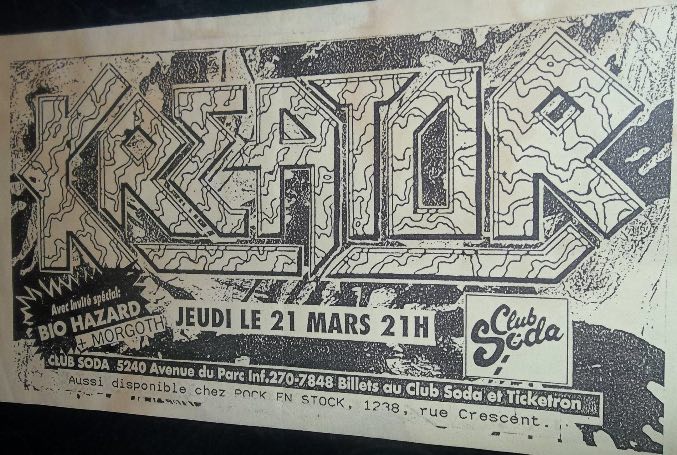 KREATOR
Avec invité spécial:
BIO HAZARD
+ MORGOTH
JEUDI LE 21 MARS 21H
Club
Soda
CLUB SODA 5240 Avenue du Parc Inf.270-7848 Billets au Club Soda et Ticketron
Aussi disponible chez ROCK EN STOCK, 1238, rue Crescent.